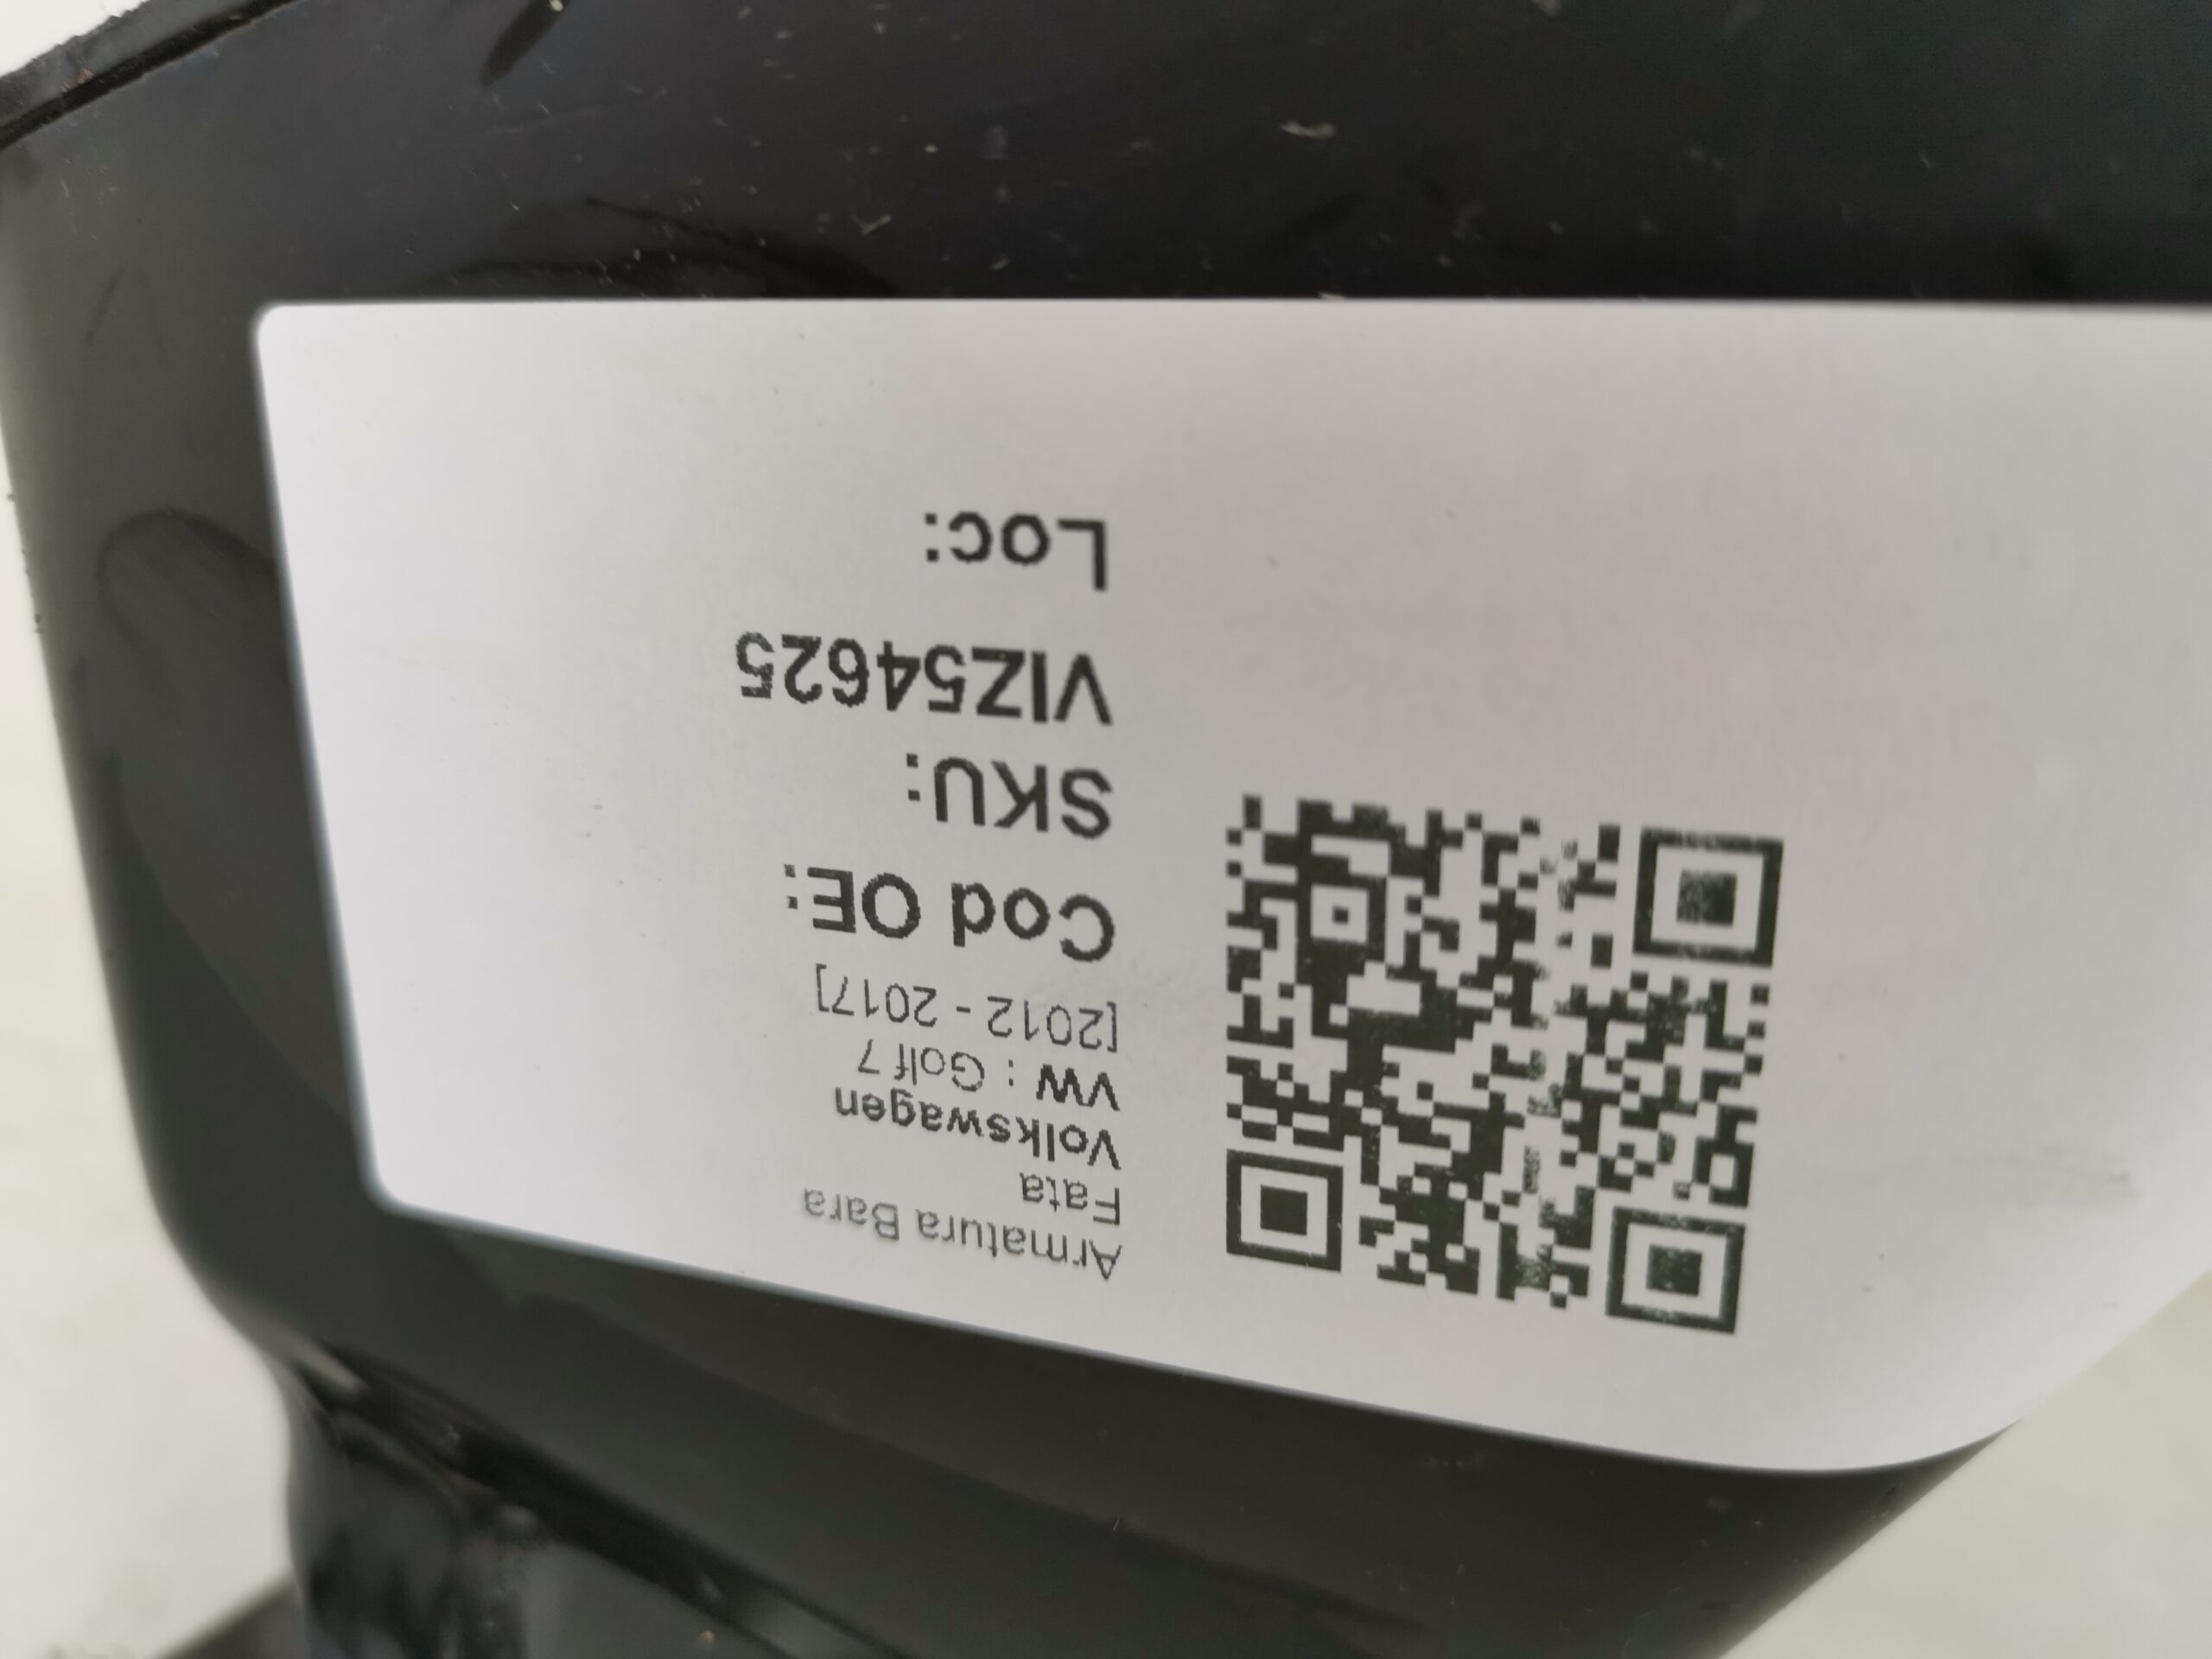 Armatura Bara
Fata
Volkswagen
VW : Golf 7
[2012 - 2017]
Cod OE:
SKU:
VIZ54625
Loc: